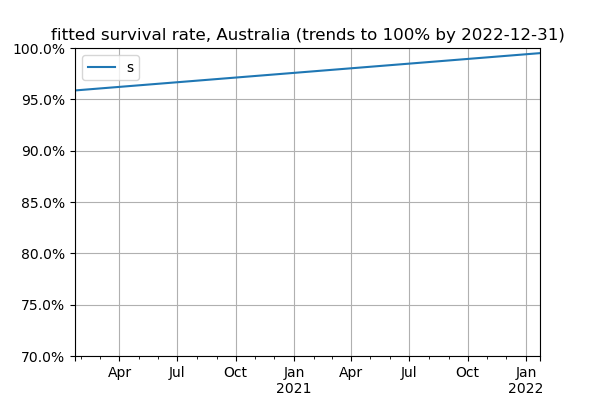 fitted survival rate, Australia (trends to 100% by 2022-12-31)
100.0%
s
95.0%
90.0%
85.0%
80.0%
75.0%
70.0%
Apr Jul Oct Jan Apr Jul Oct Jan
2021 2022